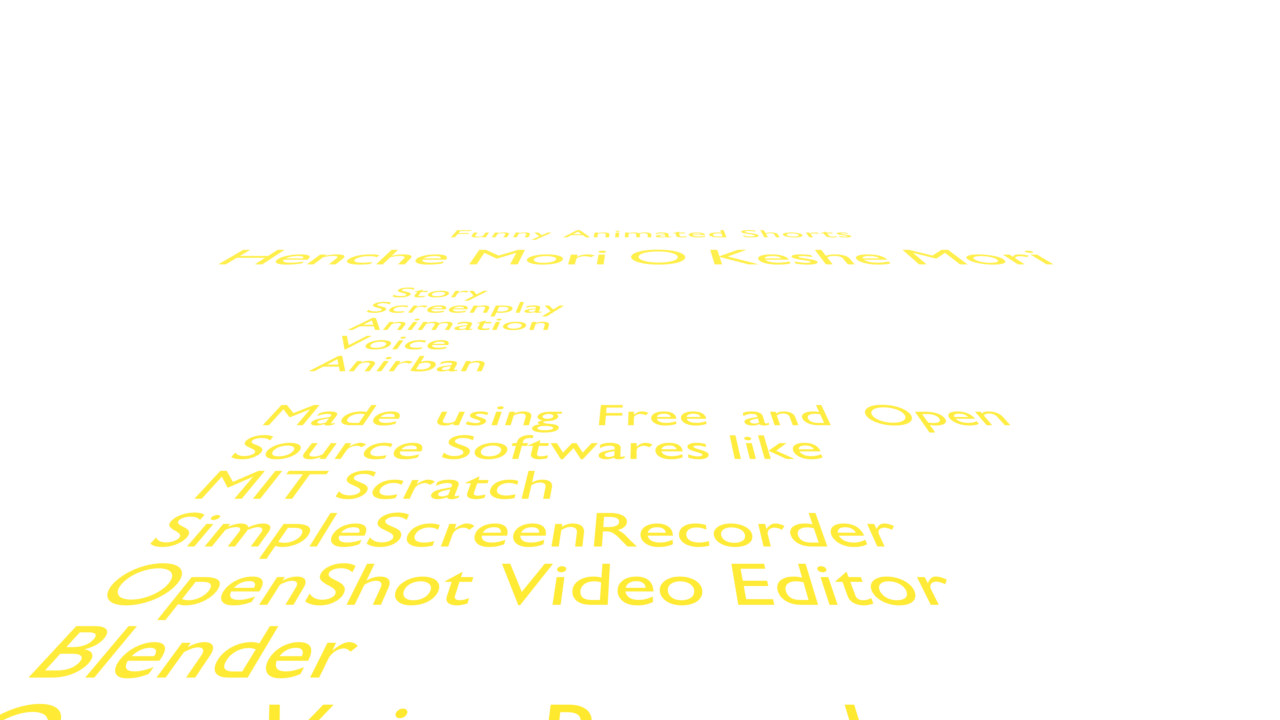 Funny Animated Shorts
Henche Mori O Keshe Mori
Story
Screenplay
Animation
Voice
Anirban
Made using Free and Open
Source Softwares like
MIT Scratch
SimpleScreenRecorder
OpenShot Video Editor
Blender